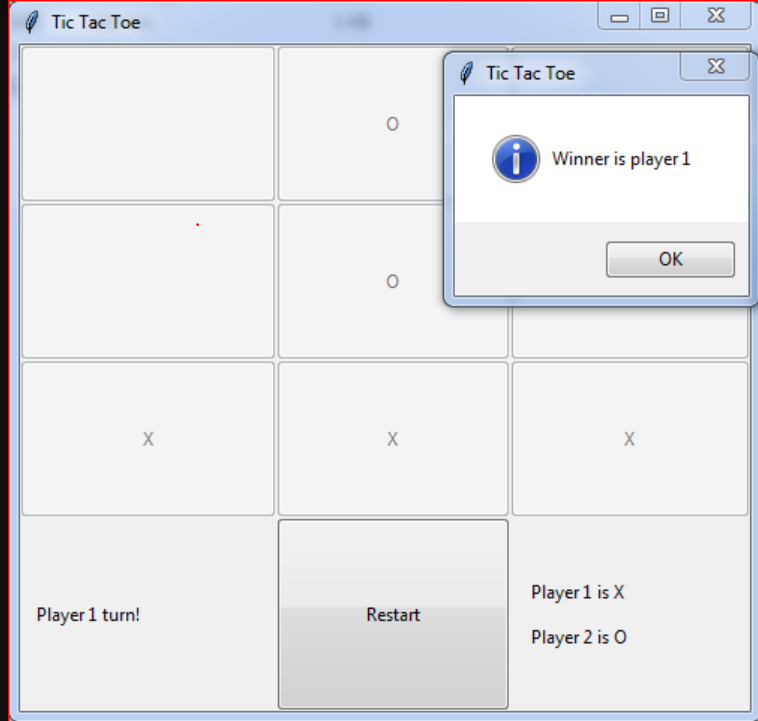 Tic Tac Toe
O
Tic Tac Toe
Winner is player 1
OK
O
X X X
Player 1 turn!
Restart
Player 1 is X
Player 2 is O